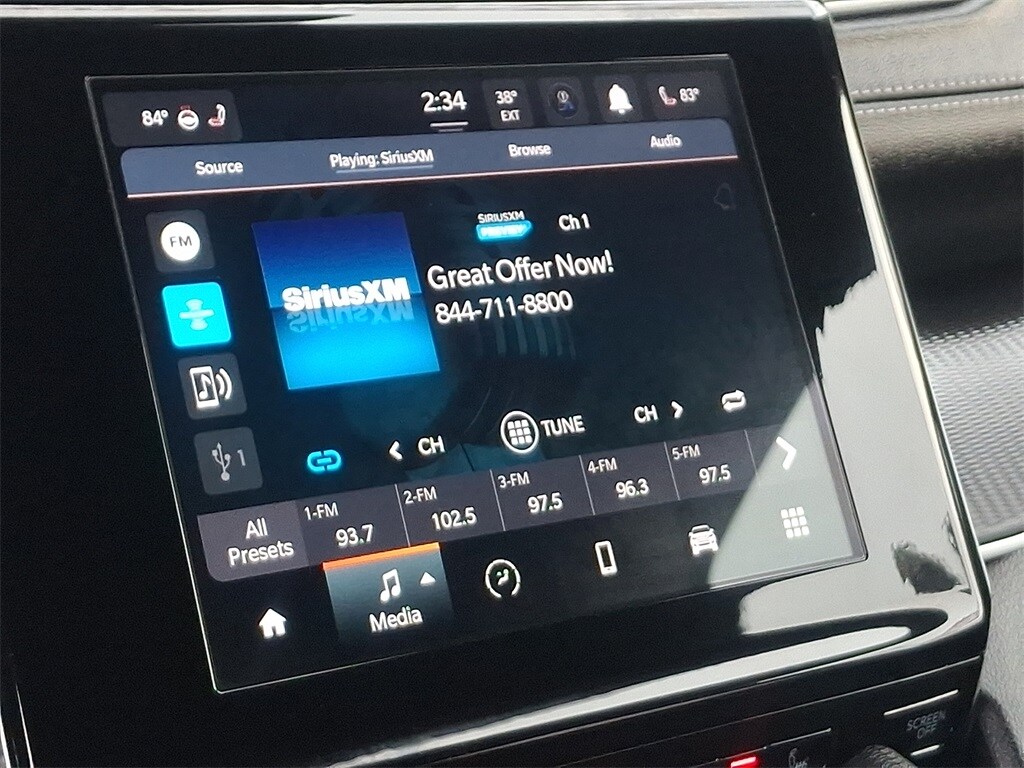 84°
2:34
38°
EXT
83°
Source
Playing: SiriusXM
Browse
Audio
FM
SIRIUSXM
Ch 1
SiriusXM
Great Offer Now!
844-711-8800
1
CH
TUNE
CH
All
Presets
1-FM
93.7
2-FM
102.5
3-FM
97.5
4-FM
96.3
5-FM
97.5
Media
SCREEN
OFF